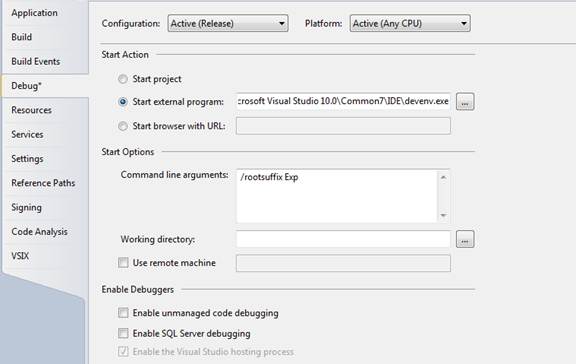 Application
Build
Build Events
Debug*
Resources
Services
Settings
Reference Paths
Signing
Code Analysis
VSIX
Configuration: Active (Release) Platform: Active (Any CPU)
Start Action
Start project
Start external program: crosoft Visual Studio 10.0\Common7\IDE\devenv.exe ...
Start browser with URL:
Start Options
Command line arguments: /rootsuffix Exp
Working directory: ...
Use remote machine
Enable Debuggers
Enable unmanaged code debugging
Enable SQL Server debugging
Enable the Visual Studio hosting process